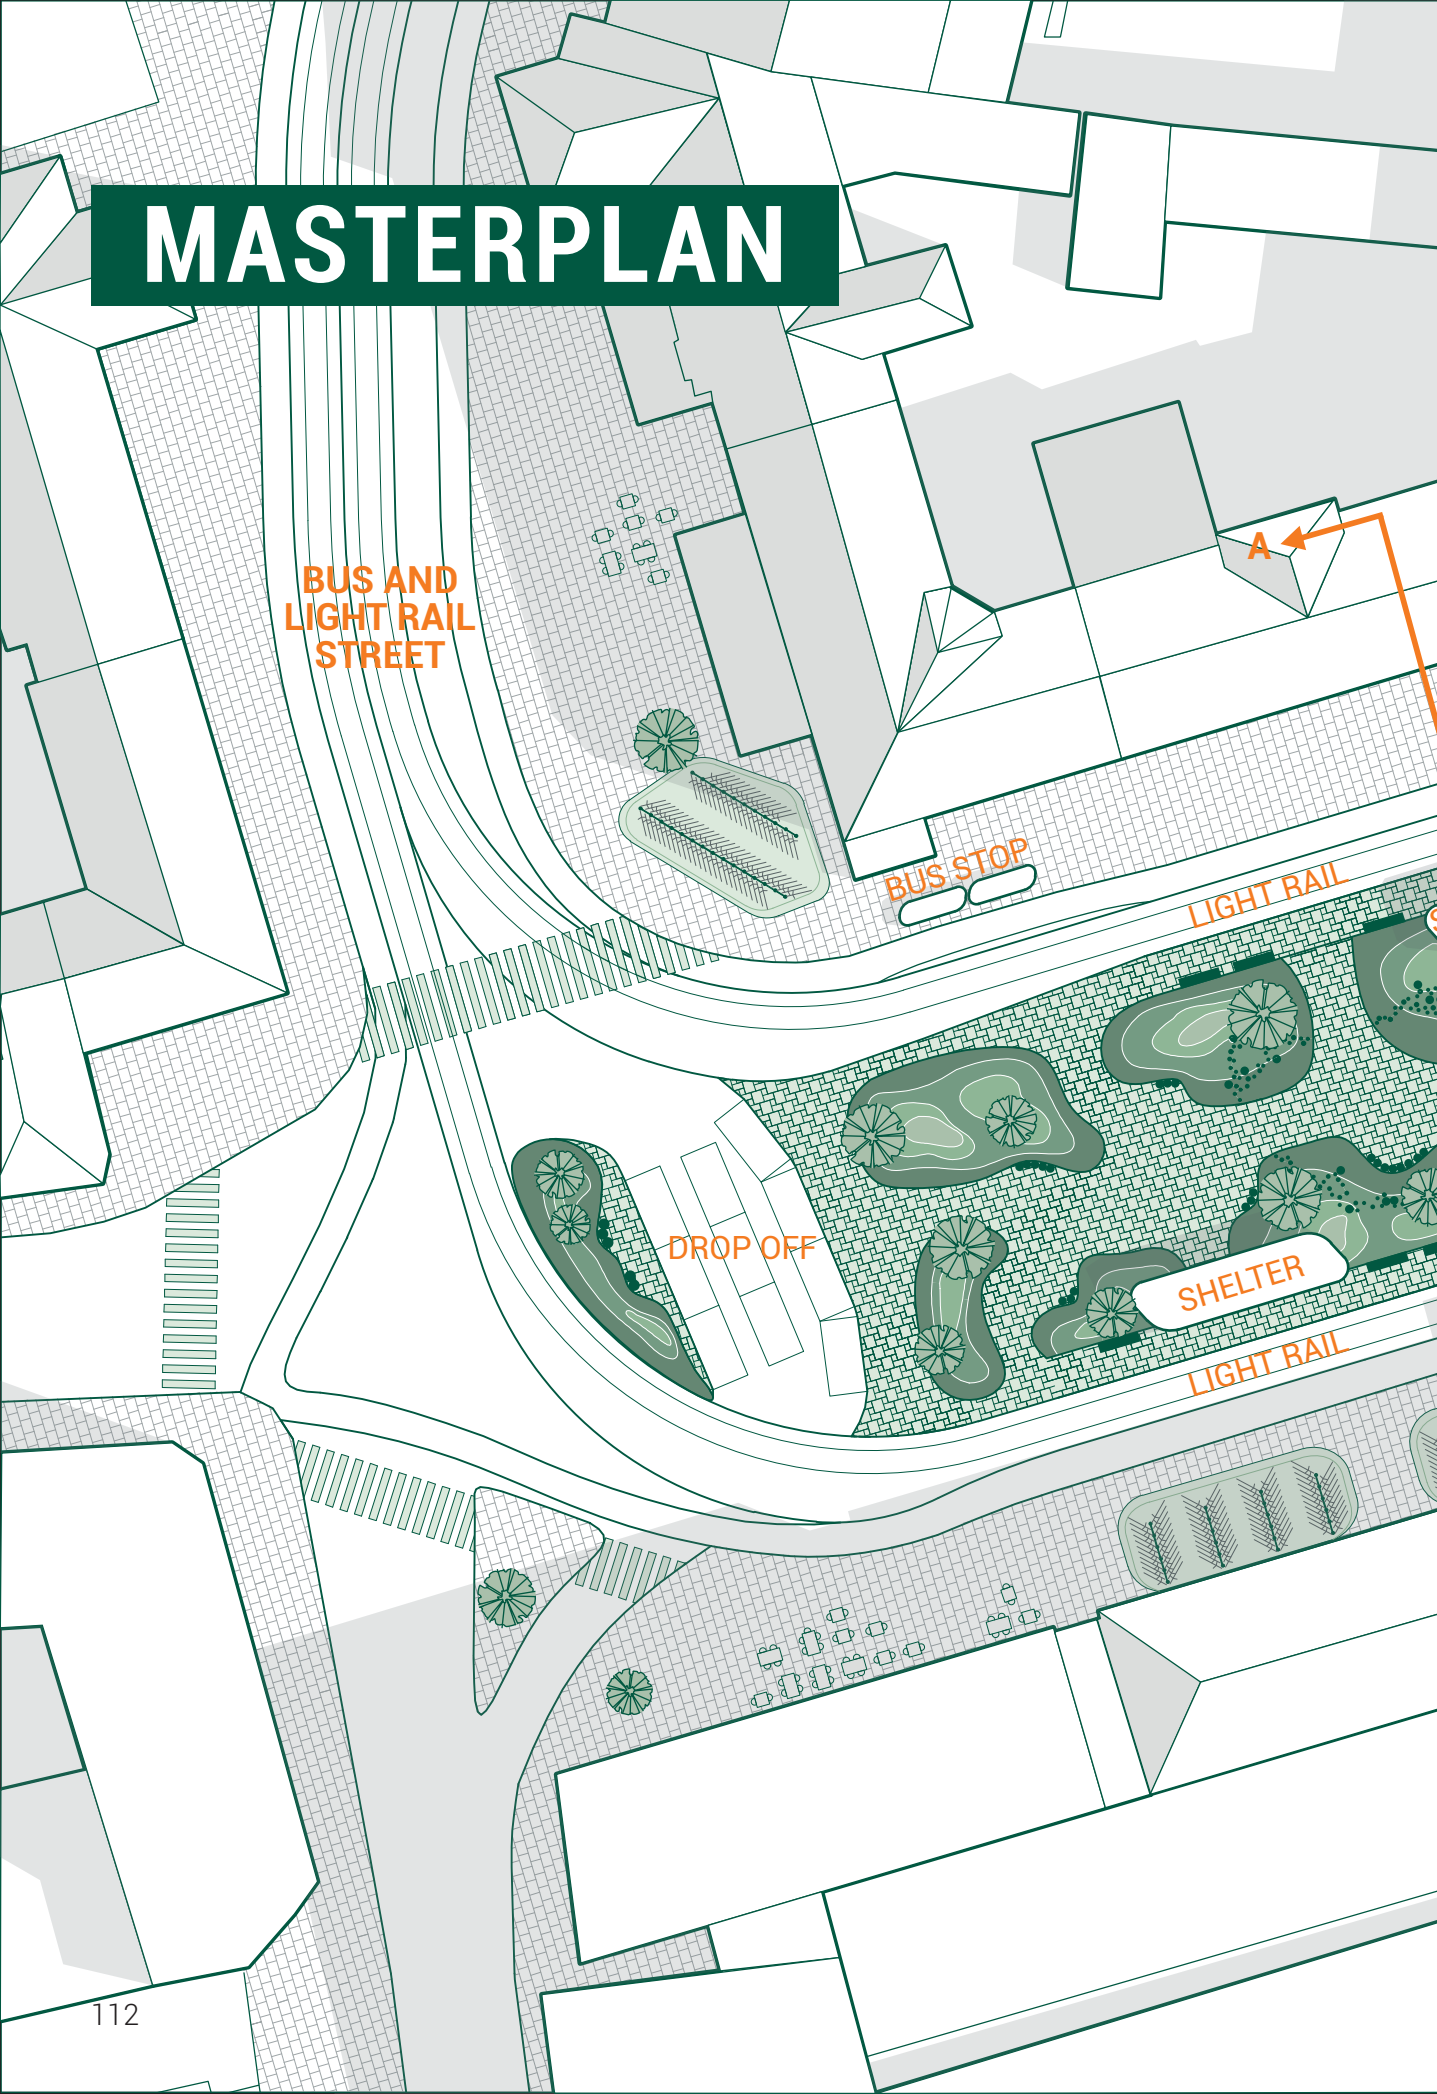 MASTERPLAN
A
BUS AND
LIGHT RAIL
STREET
BUS STOP
LIGHT RAIL
S
DROP OFF
SHELTER
LIGHT RAIL
112